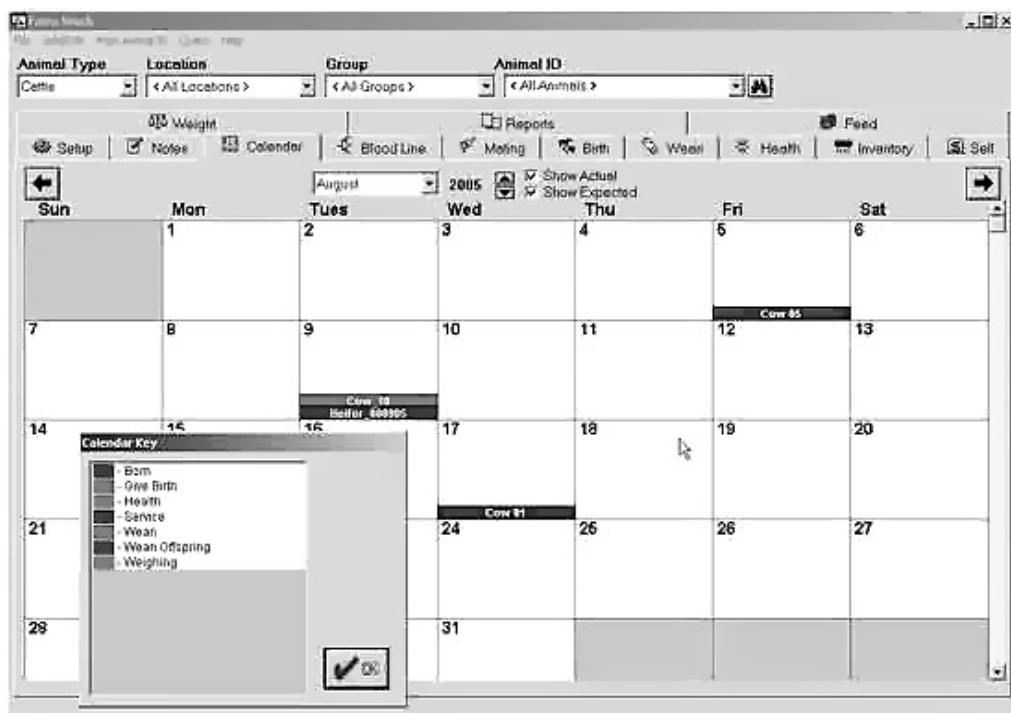 Animal Type Location Group Animal ID
Cattle < All Locations > < All Groups > < All Animals >
Weight Reports Feed
Setup Notes Calendar Blood Line Mating Birth Wean Health Inventory Sell
August 2005 Show Actual
Show Expected
Sun Mon Tues Wed Thu Fri Sat
1 2 3 4 5 6
Cow 05
7 8 9 10 11 12 13
Cow_10
Heifer_080905
14 15 16 17 18 19 20
Calendar Key
- Born
- Give Birth
- Health
- Service
- Wean
- Wean Offspring
- Weighing
OK
Cow 01
21 24 25 26 27
28 31